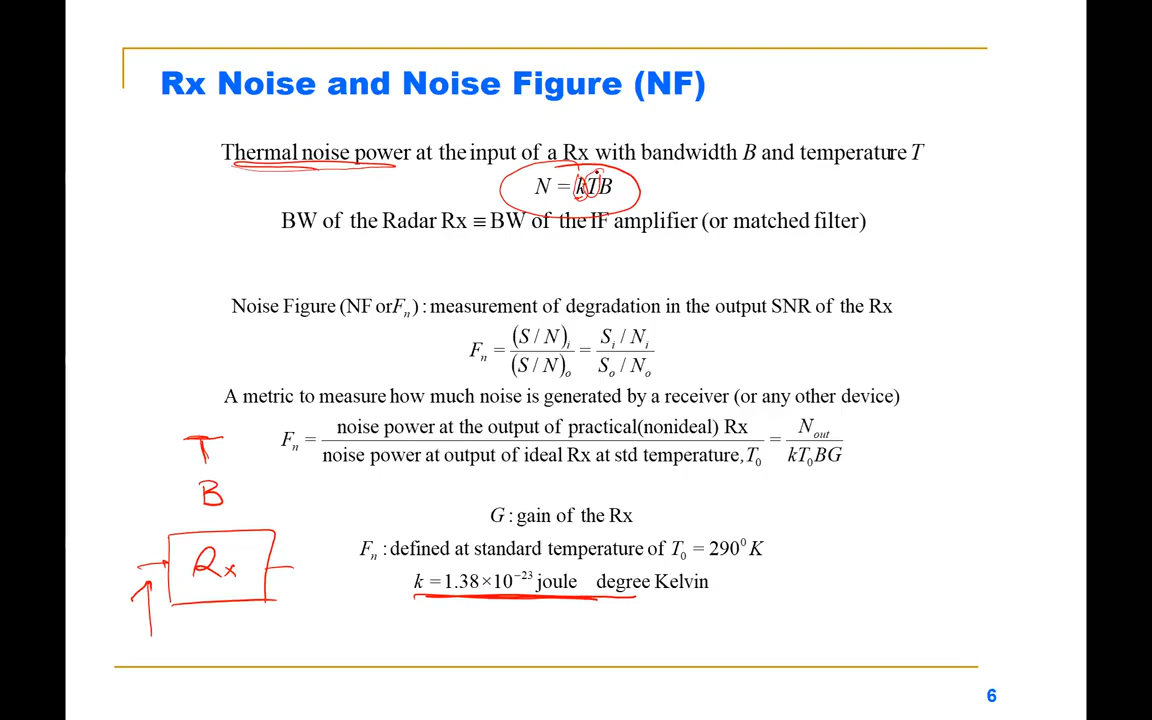 Rx Noise and Noise Figure (NF)
Thermal noise power at the input of a Rx with bandwidth B and temperature T
N = kTB
BW of the Radar Rx ≡ BW of the IF amplifier (or matched filter)
Noise Figure (NF or Fₙ) : measurement of degradation in the output SNR of the Rx
Fₙ = (S / N)ᵢ / (S / N)ₒ = Sᵢ / Nᵢ / Sₒ / Nₒ
A metric to measure how much noise is generated by a receiver (or any other device)
Fₙ = noise power at the output of practical(nonideal) Rx / noise power at output of ideal Rx at std temperature, T₀ = N_out / kT₀BG
T
B
G : gain of the Rx
Fₙ : defined at standard temperature of T₀ = 290⁰ K
Rx
k = 1.38×10⁻²³ joule degree Kelvin
6